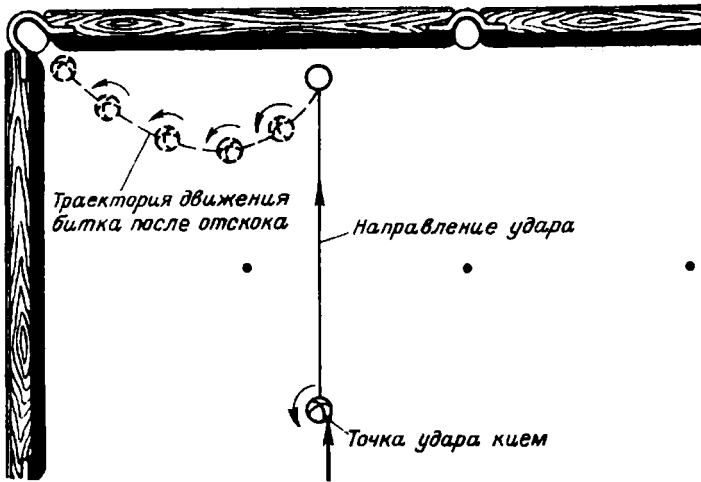 Траектория движения
битка после отскока
Направление удара
Точка удара кием